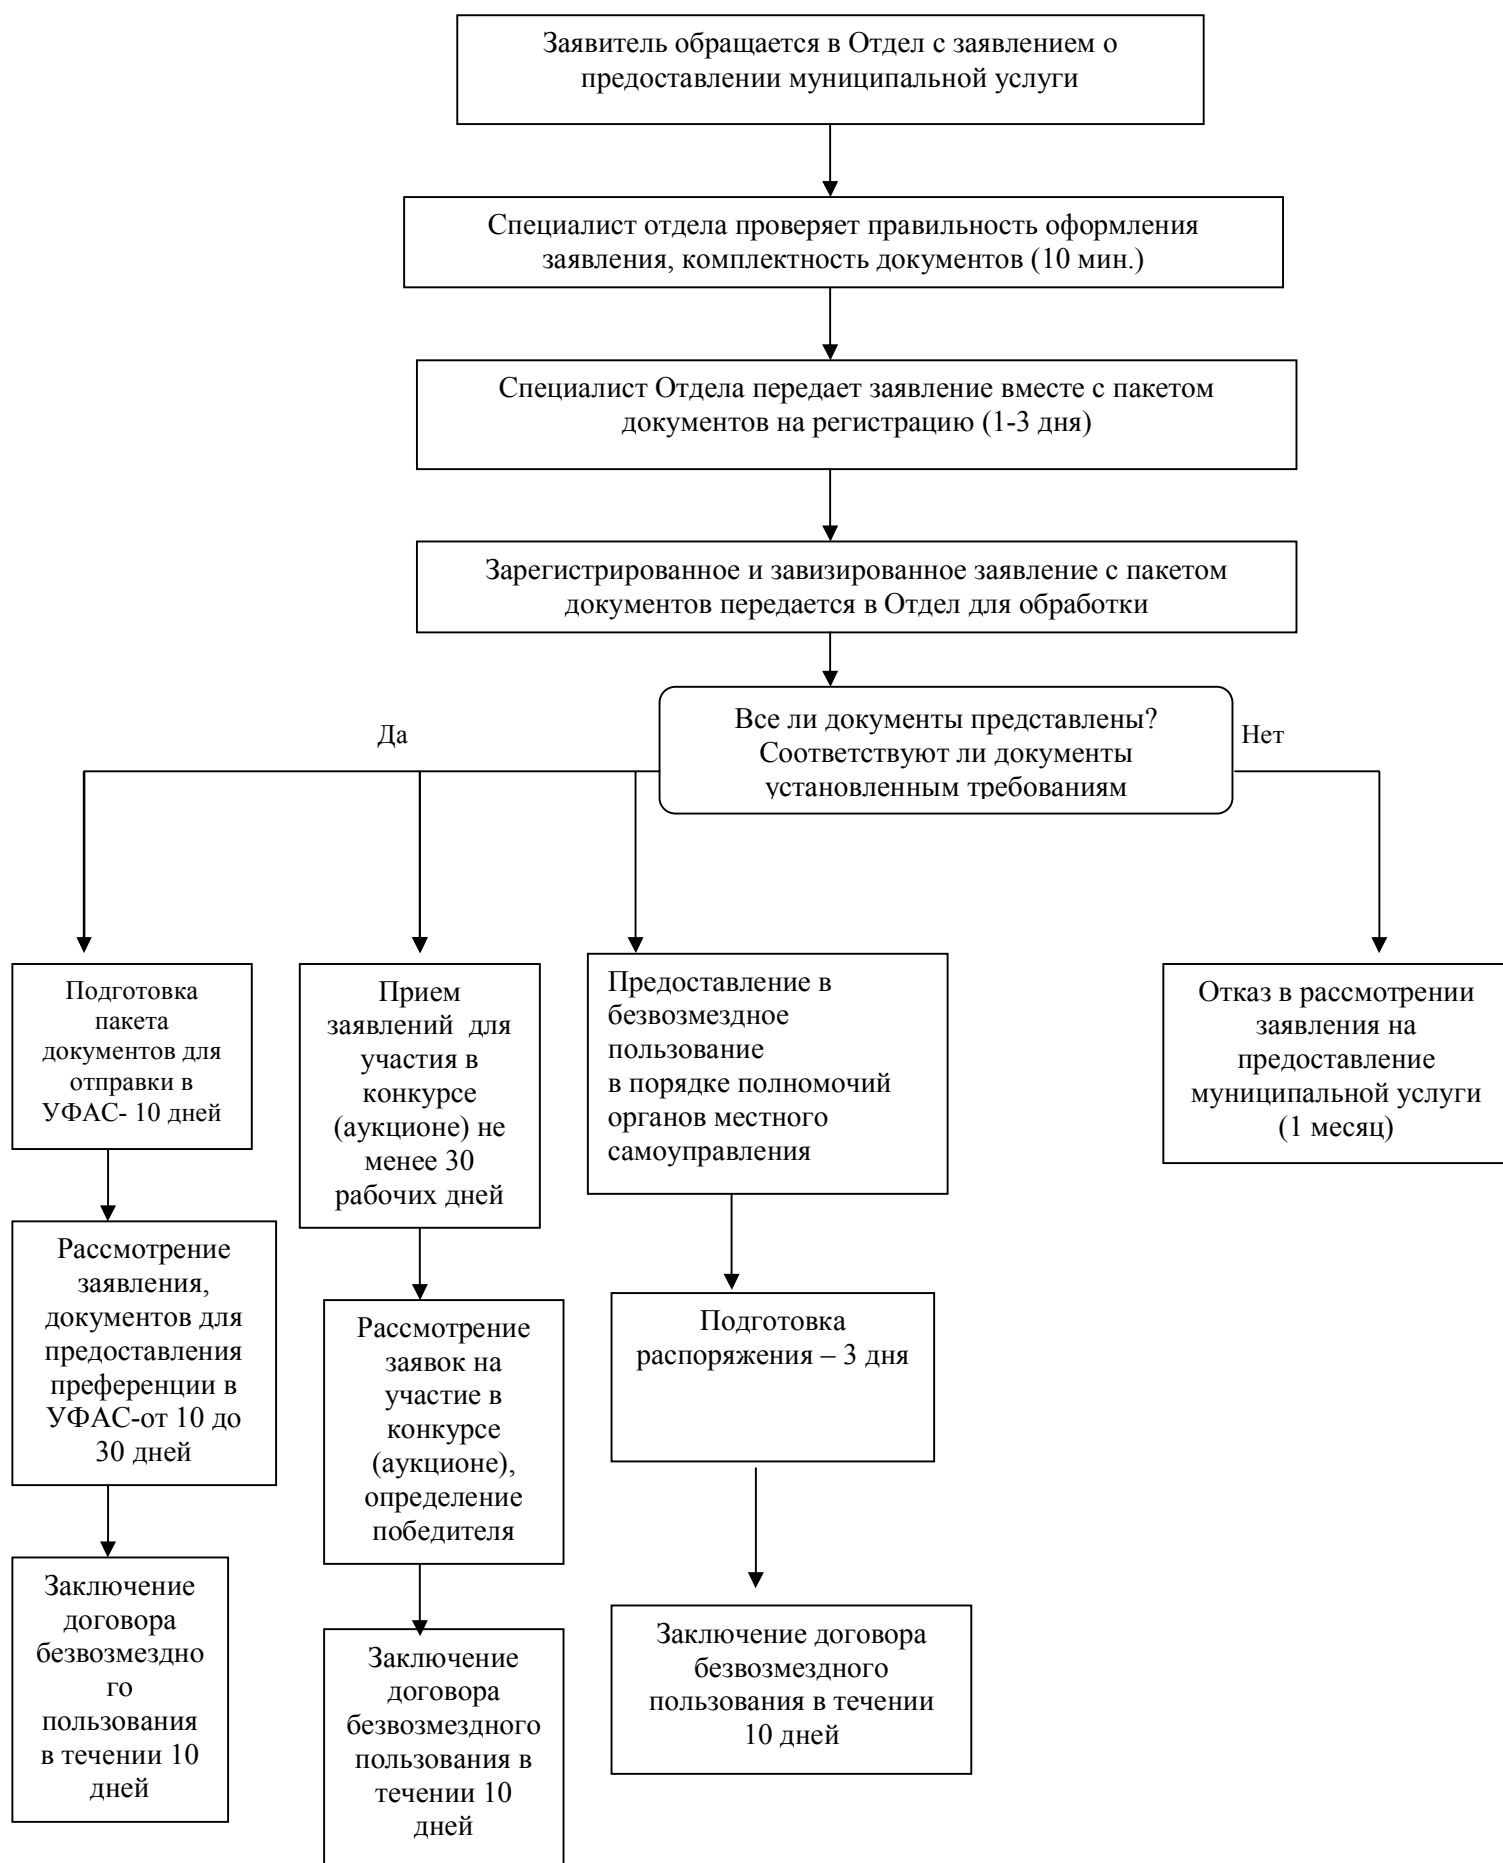 Заявитель обращается в Отдел с заявлением о
предоставлении муниципальной услуги
Специалист отдела проверяет правильность оформления
заявления, комплектность документов (10 мин.)
Специалист Отдела передает заявление вместе с пакетом
документов на регистрацию (1-3 дня)
Зарегистрированное и завизированное заявление с пакетом
документов передается в Отдел для обработки
Все ли документы представлены?
Соответствуют ли документы
установленным требованиям
Да
Нет
Подготовка
пакета
документов для
отправки в
УФАС- 10 дней
Прием
заявлений для
участия в
конкурсе
(аукционе) не
менее 30
рабочих дней
Предоставление в
безвозмездное
пользование
в порядке полномочий
органов местного
самоуправления
Отказ в рассмотрении
заявления на
предоставление
муниципальной услуги
(1 месяц)
Рассмотрение
заявления,
документов для
предоставления
преференции в
УФАС-от 10 до
30 дней
Рассмотрение
заявок на
участие в
конкурсе
(аукционе),
определение
победителя
Подготовка
распоряжения – 3 дня
Заключение
договора
безвозмездно
го
пользования
в течении 10
дней
Заключение
договора
безвозмездного
пользования в
течении 10
дней
Заключение договора
безвозмездного
пользования в течении
10 дней